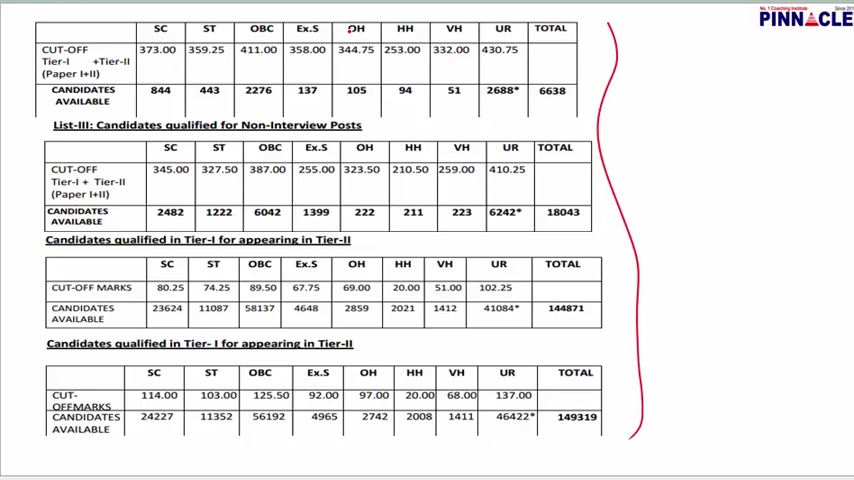 No. 1 Coaching Institute
PINNACLE
SC ST OBC Ex.S OH HH VH UR TOTAL
CUT-OFF 373.00 359.25 411.00 358.00 344.75 253.00 332.00 430.75
Tier-I +Tier-II
(Paper I+II)
CANDIDATES 844 443 2276 137 105 94 51 2688* 6638
AVAILABLE
List-III: Candidates qualified for Non-Interview Posts
SC ST OBC Ex.S OH HH VH UR TOTAL
CUT-OFF 345.00 327.50 387.00 255.00 323.50 210.50 259.00 410.25
Tier-I + Tier-II
(Paper I+II)
CANDIDATES 2482 1222 6042 1399 222 211 223 6242* 18043
AVAILABLE
Candidates qualified in Tier-I for appearing in Tier-II
SC ST OBC Ex.S OH HH VH UR TOTAL
CUT-OFF MARKS 80.25 74.25 89.50 67.75 69.00 20.00 51.00 102.25
CANDIDATES 23624 11087 58137 4648 2859 2021 1412 41084* 144871
AVAILABLE
Candidates qualified in Tier- I for appearing in Tier-II
SC ST OBC Ex.S OH HH VH UR TOTAL
CUT- 114.00 103.00 125.50 92.00 97.00 20.00 68.00 137.00
OFFMARKS
CANDIDATES 24227 11352 56192 4965 2742 2008 1411 46422* 149319
AVAILABLE